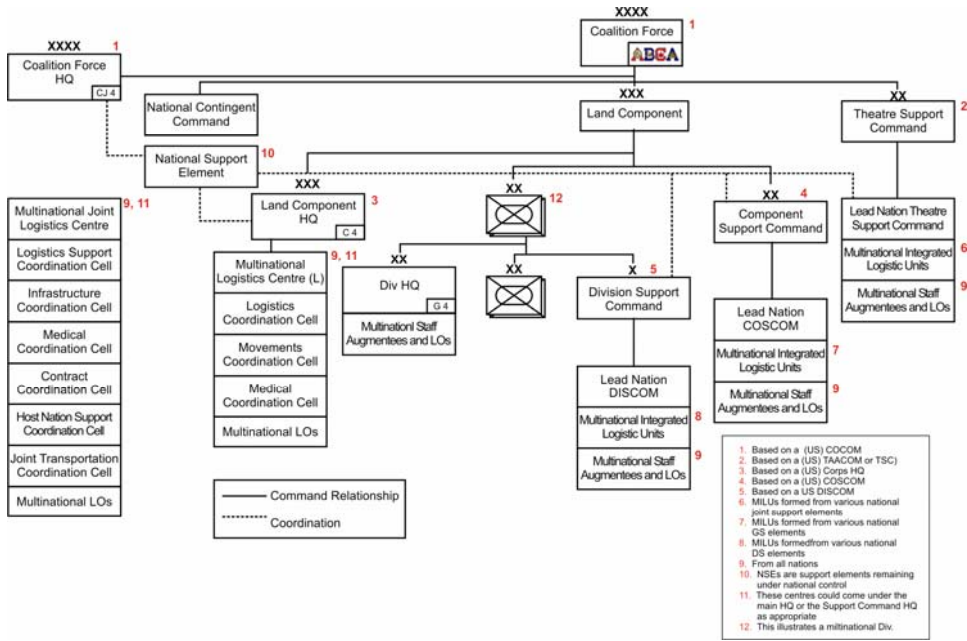 XXXX
1
Coalition Force
ABCA
XXXX
1
Coalition Force
HQ
CJ 4
National Contingent
Command
XXX
Land Component
XX
2
Theatre Support
Command
10
National Support
Element
XXX
3
Land Component
HQ
C 4
XX
12
XX
4
Component
Support Command
Lead Nation Theatre
Support Command
Multinational Integrated
Logistic Units
6
Multinational Staff
Augmentees and LOs
9
9, 11
Multinational Joint
Logistics Centre
Logistics Support
Coordination Cell
Infrastructure
Coordination Cell
Medical
Coordination Cell
Contract
Coordination Cell
Host Nation Support
Coordination Cell
Joint Transportation
Coordination Cell
Multinational LOs
9, 11
Multinational
Logistics Centre (L)
Logistics
Coordination Cell
Movements
Coordination Cell
Medical
Coordination Cell
Multinational LOs
XX
Div HQ
G 4
Multinationl Staff
Augmentees and LOs
XX
X
5
Division Support
Command
Lead Nation
DISCOM
Multinational Integrated
Logistic Units
8
Multinational Staff
Augmentees and LOs
9
Lead Nation
COSCOM
Multinational Integrated
Logistic Units
7
Multinational Staff
Augmentees and LOs
9
Command Relationship
Coordination
1. Based on a (US) COCOM
2. Based on a (US) TAACOM or TSC)
3. Based on a (US) Corps HQ
4. Based on a (US) COSCOM
5. Based on a US DISCOM
6. MILUs formed from various national
joint support elements
7. MILUs formed from various national
GS elements
8. MILUs formedfrom various national
DS elements
9. From all nations
10. NSEs are support elements remaining
under national control
11. These centres could come under the
main HQ or the Support Command HQ
as appropriate
12. This illustrates a miltinational Div.